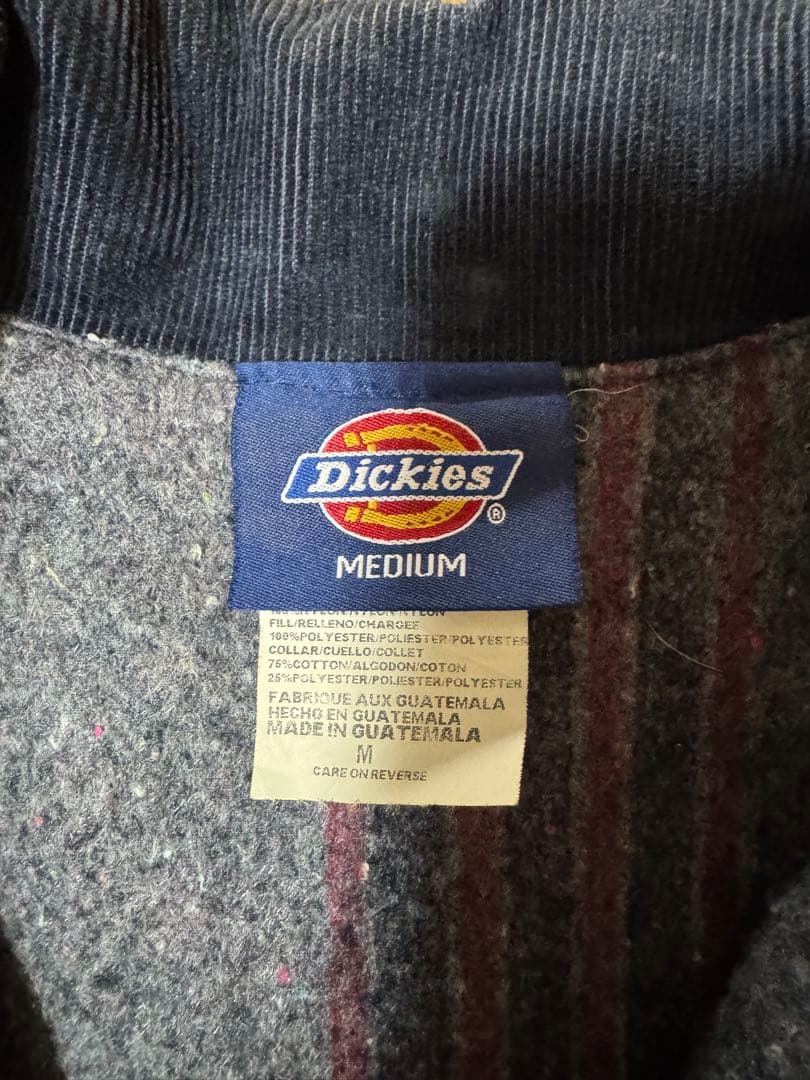 Dickies
®
MEDIUM
FILL/RELLENO/CHARGEE
100%POLYESTER/POLIESTER/POLYESTER
COLLAR/CUELLO/COLLET
75%COTTON/ALGODON/COTON
25%POLYESTER/POLIESTER/POLYESTER
FABRIQUE AUX GUATEMALA
HECHO EN GUATEMALA
MADE IN GUATEMALA
M
CARE ON REVERSE